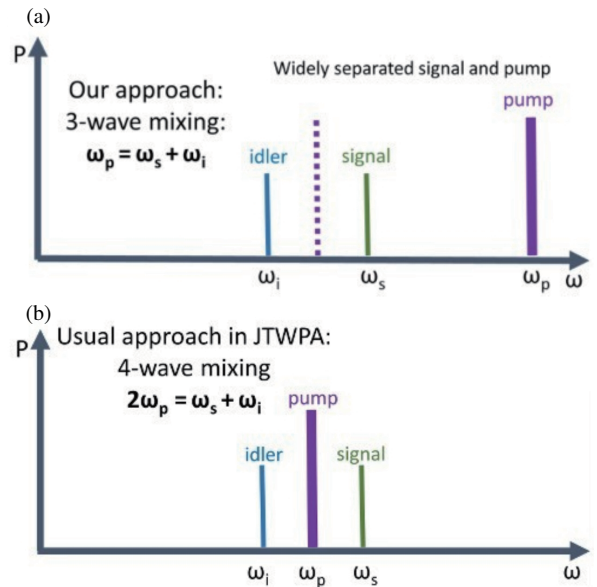 (a)
P
Our approach:
3-wave mixing:
ωp = ωs + ωi
Widely separated signal and pump
idler
signal
pump
ωi
ωs
ωp
ω
(b)
P
Usual approach in JTWPA:
4-wave mixing
2ωp = ωs + ωi
idler
pump
signal
ωi
ωp
ωs
ω